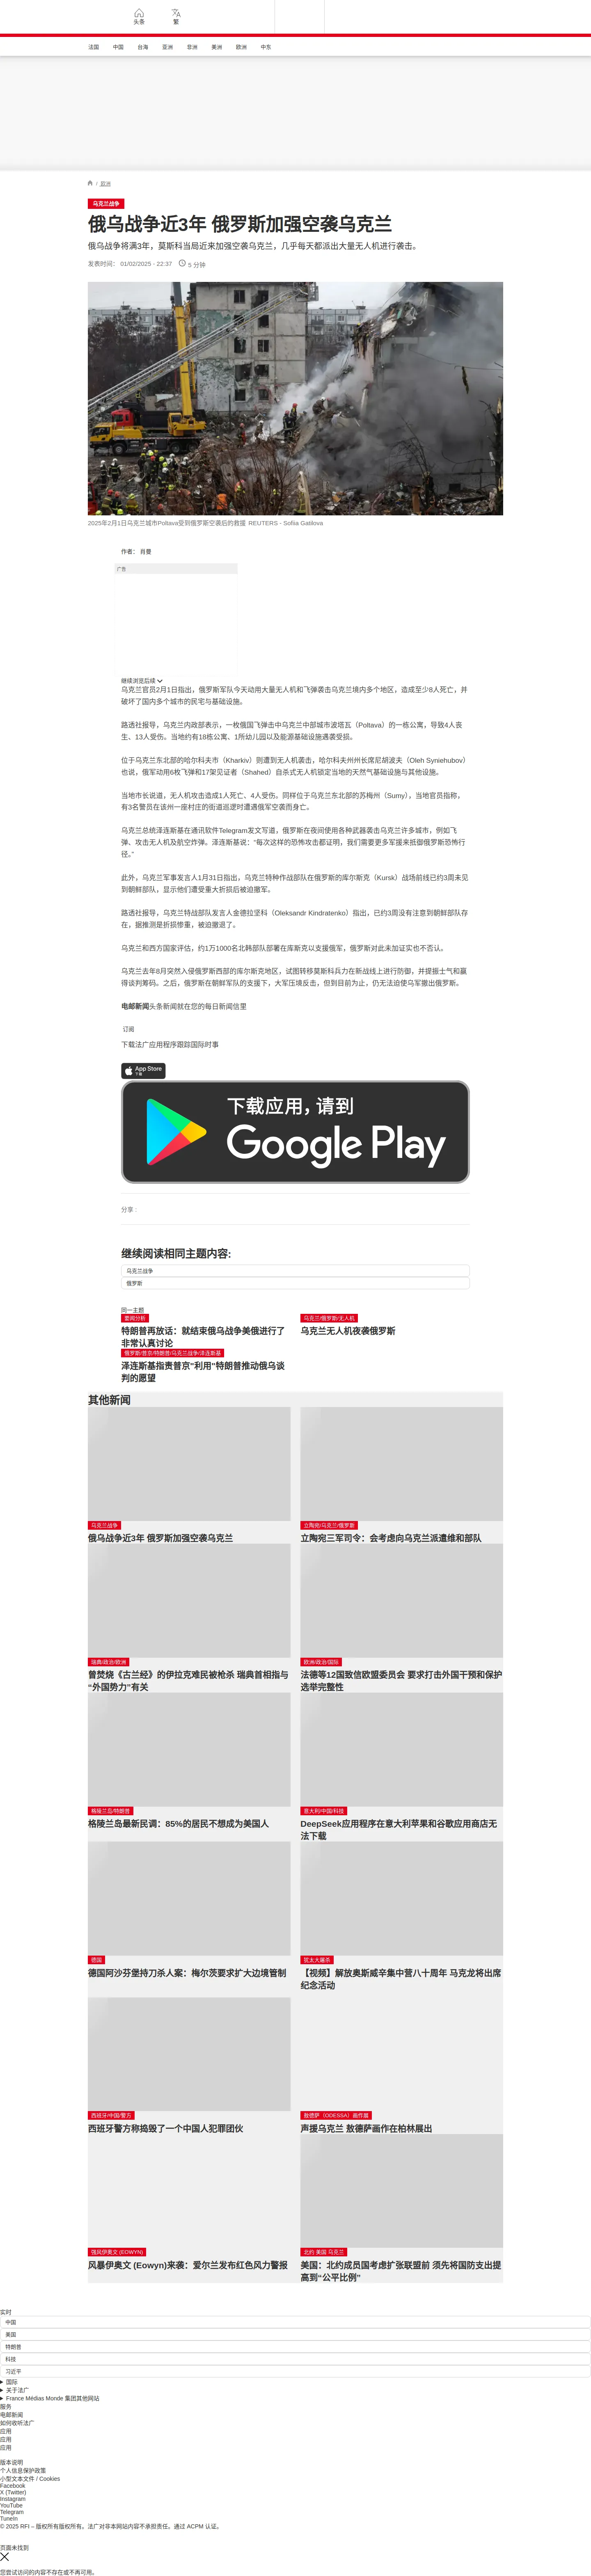 头条
繁
法国 中国 台海 亚洲 非洲 美洲 欧洲 中东
/ 欧洲
乌克兰战争
俄乌战争近3年 俄罗斯加强空袭乌克兰
俄乌战争将满3年，莫斯科当局近来加强空袭乌克兰，几乎每天都派出大量无人机进行袭击。
发表时间： 01/02/2025 - 22:37 5 分钟
2025年2月1日乌克兰城市Poltava受到俄罗斯空袭后的救援 REUTERS - Sofiia Gatilova
作者： 肖曼
广告
继续浏览后续
乌克兰官员2月1日指出，俄罗斯军队今天动用大量无人机和飞弹袭击乌克兰境内多个地区，造成至少8人死亡，并
破坏了国内多个城市的民宅与基础设施。
路透社报导，乌克兰内政部表示，一枚俄国飞弹击中乌克兰中部城市波塔瓦（Poltava）的一栋公寓，导致4人丧
生、13人受伤。当地约有18栋公寓、1所幼儿园以及能源基础设施遇袭受损。
位于乌克兰东北部的哈尔科夫市（Kharkiv）则遭到无人机袭击，哈尔科夫州州长席尼胡波夫（Oleh Syniehubov）
也说，俄军动用6枚飞弹和17架见证者（Shahed）自杀式无人机锁定当地的天然气基础设施与其他设施。
当地市长说道，无人机攻击造成1人死亡、4人受伤。同样位于乌克兰东北部的苏梅州（Sumy），当地官员指称，
有3名警员在该州一座村庄的街道巡逻时遭遇俄军空袭而身亡。
乌克兰总统泽连斯基在通讯软件Telegram发文写道，俄罗斯在夜间使用各种武器袭击乌克兰许多城市，例如飞
弹、攻击无人机及航空炸弹。泽连斯基说：“每次这样的恐怖攻击都证明，我们需要更多军援来抵御俄罗斯恐怖行
径。”
此外，乌克兰军事发言人1月31日指出，乌克兰特种作战部队在俄罗斯的库尔斯克（Kursk）战场前线已约3周未见
到朝鲜部队，显示他们遭受重大折损后被迫撤军。
路透社报导，乌克兰特战部队发言人金德拉坚科（Oleksandr Kindratenko）指出，已约3周没有注意到朝鲜部队存
在，据推测是折损惨重，被迫撤退了。
乌克兰和西方国家评估，约1万1000名北韩部队部署在库斯克以支援俄军，俄罗斯对此未加证实也不否认。
乌克兰去年8月突然入侵俄罗斯西部的库尔斯克地区，试图转移莫斯科兵力在新战线上进行防御，并提振士气和赢
得谈判筹码。之后，俄罗斯在朝鲜军队的支援下，大军压境反击，但到目前为止，仍无法迫使乌军撤出俄罗斯。
电邮新闻头条新闻就在您的每日新闻信里
订阅
下载法广应用程序跟踪国际时事
App Store
下载
下载应用，请到
Google Play
分享 :
继续阅读相同主题内容:
乌克兰战争
俄罗斯
同一主题
要闻分析
特朗普再放话：就结束俄乌战争美俄进行了
非常认真讨论
乌克兰/俄罗斯/无人机
乌克兰无人机夜袭俄罗斯
俄罗斯/普京/特朗普/乌克兰战争/泽连斯基
泽连斯基指责普京"利用"特朗普推动俄乌谈
判的愿望
其他新闻
乌克兰战争
俄乌战争近3年 俄罗斯加强空袭乌克兰
立陶宛/乌克兰/俄罗斯
立陶宛三军司令：会考虑向乌克兰派遣维和部队
瑞典/政治/欧洲
曾焚烧《古兰经》的伊拉克难民被枪杀 瑞典首相指与
“外国势力”有关
欧洲/政治/国际
法德等12国致信欧盟委员会 要求打击外国干预和保护
选举完整性
格陵兰岛/特朗普
格陵兰岛最新民调：85%的居民不想成为美国人
意大利/中国/科技
DeepSeek应用程序在意大利苹果和谷歌应用商店无
法下载
德国
德国阿沙芬堡持刀杀人案：梅尔茨要求扩大边境管制
犹太大屠杀
【视频】解放奥斯威辛集中营八十周年 马克龙将出席
纪念活动
西班牙/中国/警方
西班牙警方称捣毁了一个中国人犯罪团伙
敖德萨（ODESSA）画作展
声援乌克兰 敖德萨画作在柏林展出
强风伊奥文 (EOWYN)
风暴伊奥文 (Eowyn)来袭：爱尔兰发布红色风力警报
北约 美国 乌克兰
美国：北约成员国考虑扩张联盟前 须先将国防支出提
高到“公平比例”
实时
中国
美国
特朗普
科技
习近平
国际
关于法广
France Médias Monde 集团其他网站
服务
电邮新闻
如何收听法广
应用
应用
应用
版本说明
个人信息保护政策
小型文本文件 / Cookies
Facebook
X (Twitter)
Instagram
YouTube
Telegram
TuneIn
© 2025 RFI – 版权所有版权所有。法广对非本网站内容不承担责任。通过 ACPM 认证。
页面未找到
您尝试访问的内容不存在或不再可用。